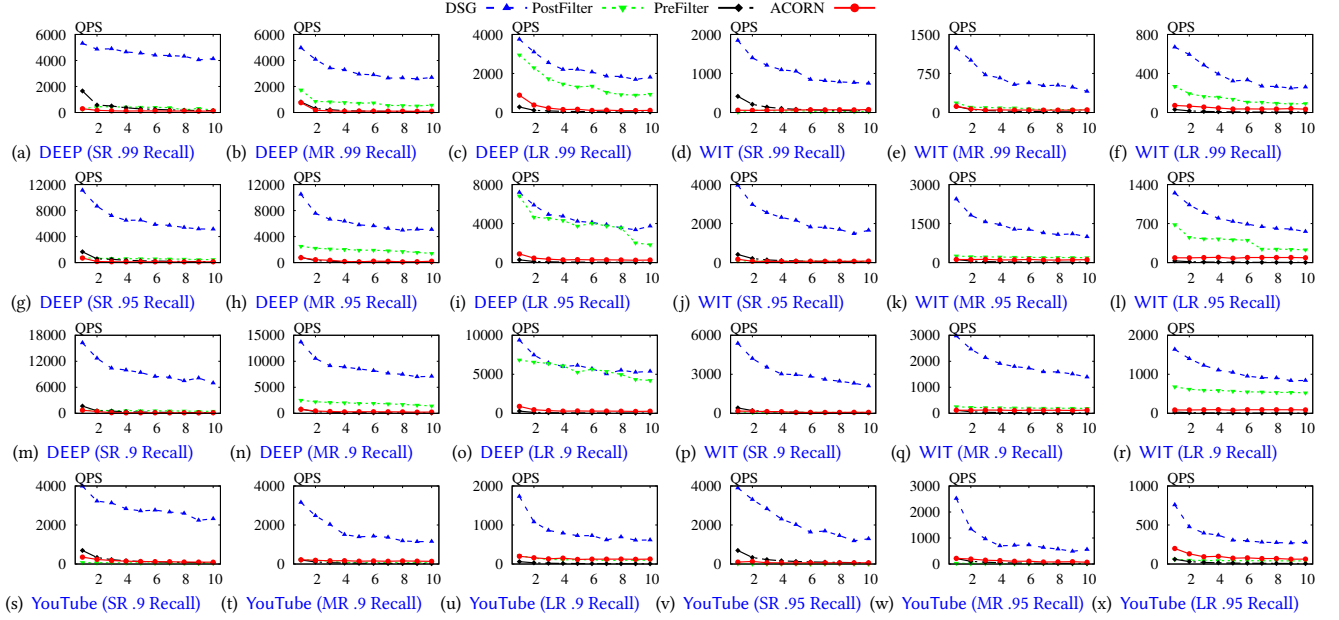 DSG PostFilter PreFilter ACORN
QPS QPS QPS QPS QPS QPS
6000 6000 4000 2000 1500 800
4000 4000 2000 1000 750 400
2000 2000
0 0 0 0 0 0
2 4 6 8 10 2 4 6 8 10 2 4 6 8 10 2 4 6 8 10 2 4 6 8 10 2 4 6 8 10
(a) DEEP (SR .99 Recall) (b) DEEP (MR .99 Recall) (c) DEEP (LR .99 Recall) (d) WIT (SR .99 Recall) (e) WIT (MR .99 Recall) (f) WIT (LR .99 Recall)
QPS QPS QPS QPS QPS QPS
12000 12000 8000 4000 3000 1400
8000 8000 4000 2000 1500 700
4000 4000
0 0 0 0 0 0
2 4 6 8 10 2 4 6 8 10 2 4 6 8 10 2 4 6 8 10 2 4 6 8 10 2 4 6 8 10
(g) DEEP (SR .95 Recall) (h) DEEP (MR .95 Recall) (i) DEEP (LR .95 Recall) (j) WIT (SR .95 Recall) (k) WIT (MR .95 Recall) (l) WIT (LR .95 Recall)
QPS QPS QPS QPS QPS QPS
18000 15000 10000 6000 3000 2000
12000 10000 5000 4000 2000 1000
6000 5000 2000 1000
0 0 0 0 0 0
2 4 6 8 10 2 4 6 8 10 2 4 6 8 10 2 4 6 8 10 2 4 6 8 10 2 4 6 8 10
(m) DEEP (SR .9 Recall) (n) DEEP (MR .9 Recall) (o) DEEP (LR .9 Recall) (p) WIT (SR .9 Recall) (q) WIT (MR .9 Recall) (r) WIT (LR .9 Recall)
QPS QPS QPS QPS QPS QPS
4000 4000 2000 4000 3000 1000
2000 2000 1000 2000 2000 500
1000
0 0 0 0 0 0
2 4 6 8 10 2 4 6 8 10 2 4 6 8 10 2 4 6 8 10 2 4 6 8 10 2 4 6 8 10
(s) YouTube (SR .9 Recall) (t) YouTube (MR .9 Recall) (u) YouTube (LR .9 Recall) (v) YouTube (SR .95 Recall) (w) YouTube (MR .95 Recall) (x) YouTube (LR .95 Recall)